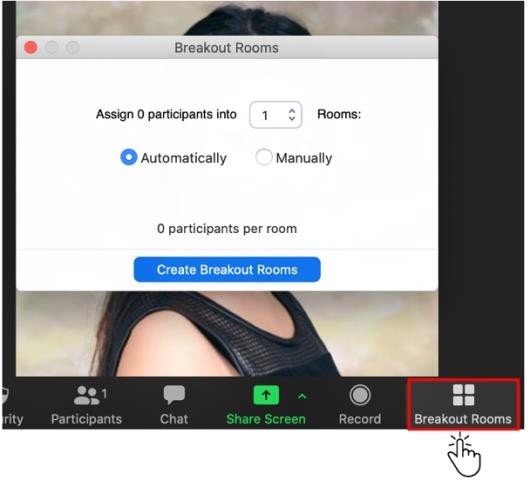 Breakout Rooms
Assign 0 participants into 1 Rooms:
Automatically Manually
0 participants per room
Create Breakout Rooms
1
rity Participants Chat Share Screen Record Breakout Rooms